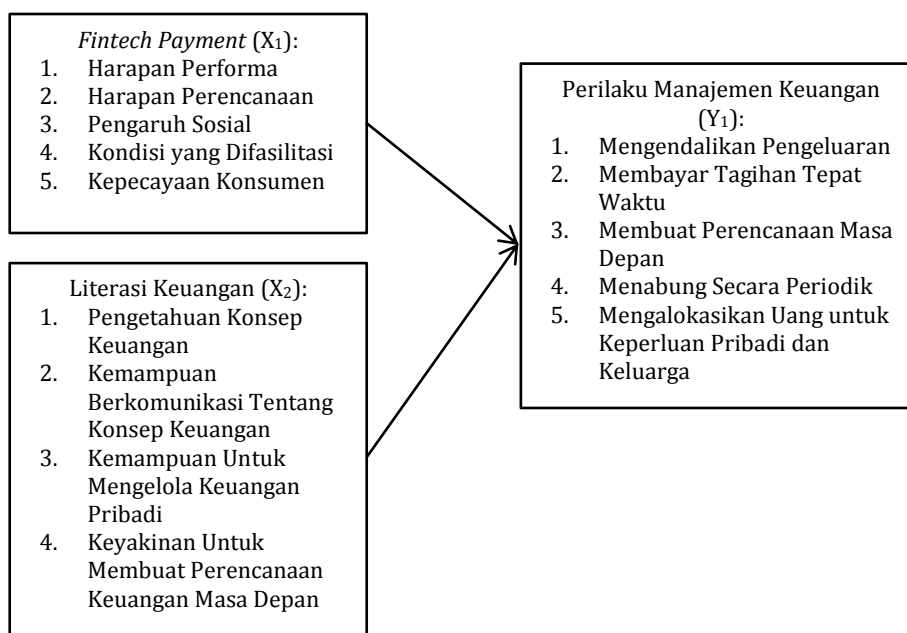 Fintech Payment (X₁):
1. Harapan Performa
2. Harapan Perencanaan
3. Pengaruh Sosial
4. Kondisi yang Difasilitasi
5. Kepecayaan Konsumen
Literasi Keuangan (X₂):
1. Pengetahuan Konsep
Keuangan
2. Kemampuan
Berkomunikasi Tentang
Konsep Keuangan
3. Kemampuan Untuk
Mengelola Keuangan
Pribadi
4. Keyakinan Untuk
Membuat Perencanaan
Keuangan Masa Depan
Perilaku Manajemen Keuangan
(Y₁):
1. Mengendalikan Pengeluaran
2. Membayar Tagihan Tepat
Waktu
3. Membuat Perencanaan Masa
Depan
4. Menabung Secara Periodik
5. Mengalokasikan Uang untuk
Keperluan Pribadi dan
Keluarga